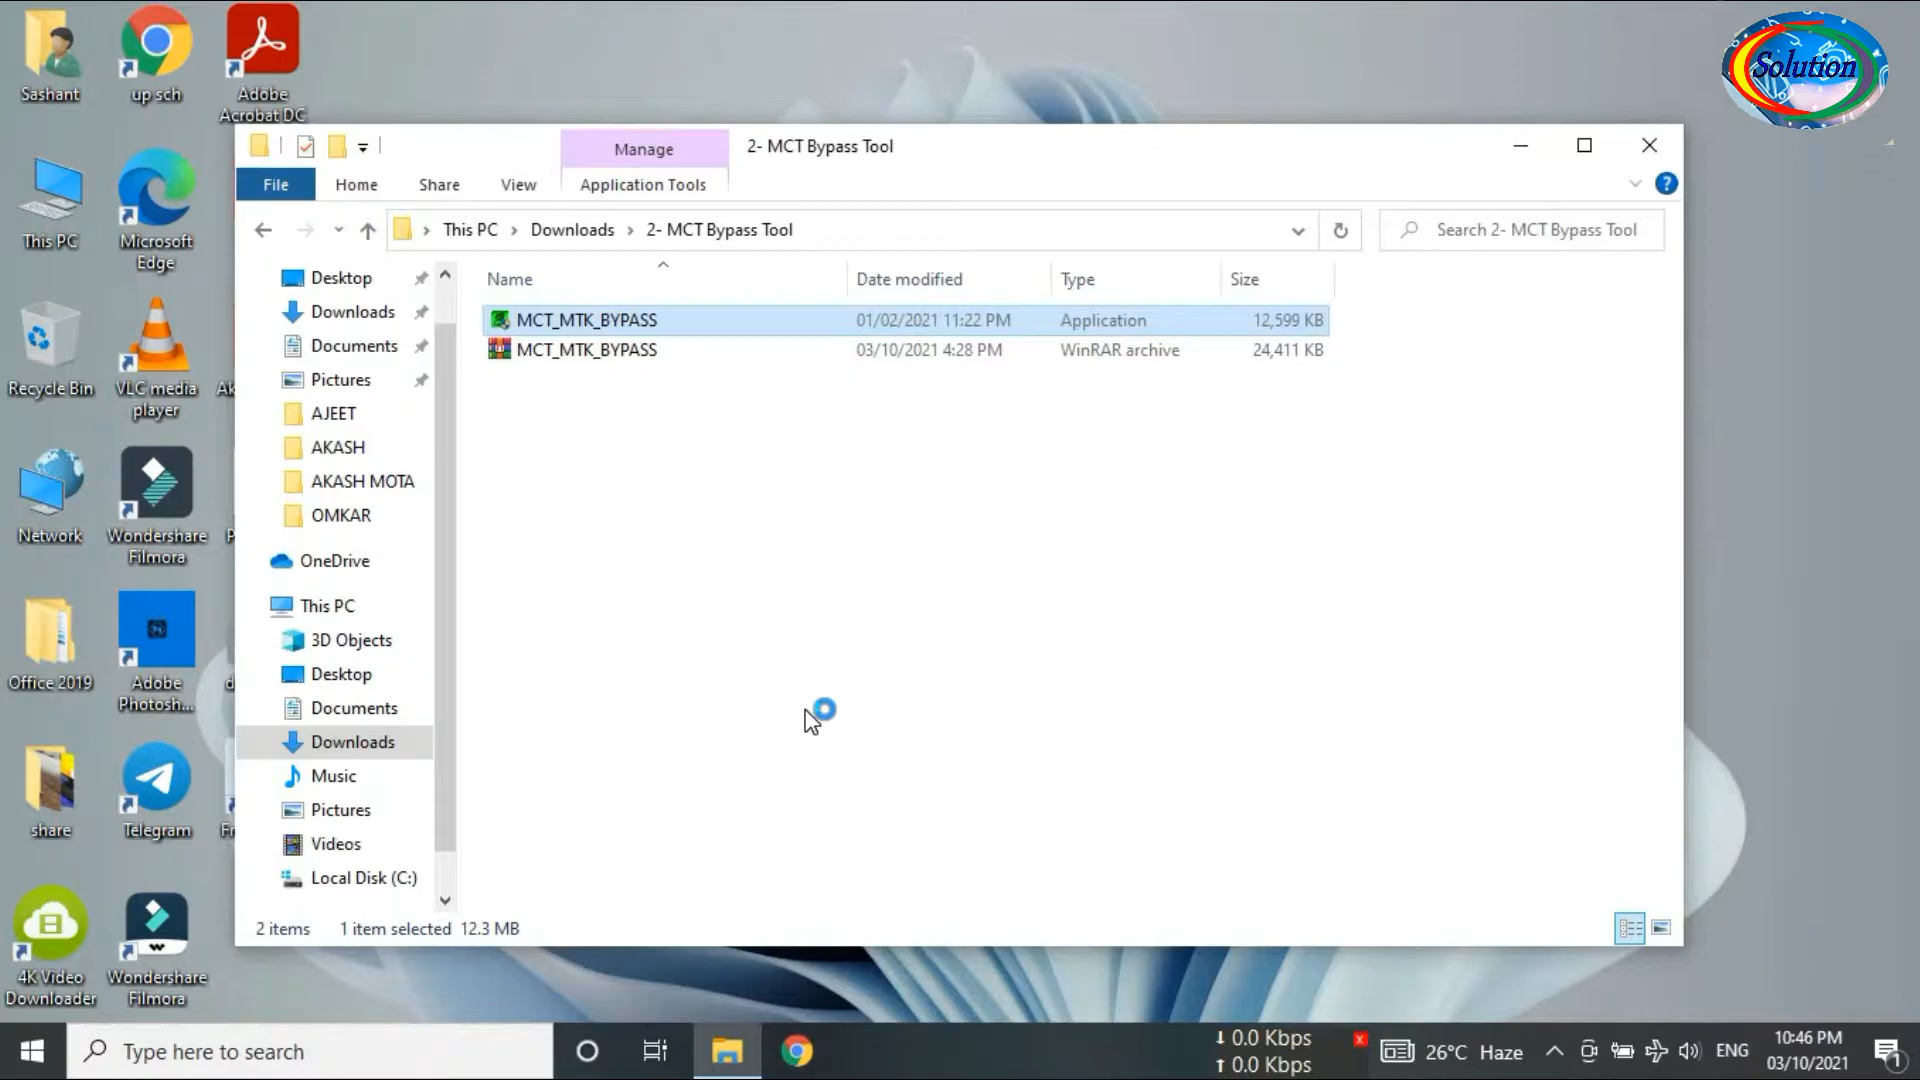 Sashant
up sch
Adobe
Acrobat DC
Solution
Manage
2- MCT Bypass Tool
File
Home
Share
View
Application Tools
This PC
Downloads
2- MCT Bypass Tool
Search 2- MCT Bypass Tool
This PC
Microsoft
Edge
Desktop
Downloads
Documents
Pictures
AJEET
AKASH
AKASH MOTA
OMKAR
OneDrive
This PC
3D Objects
Desktop
Documents
Downloads
Music
Pictures
Videos
Local Disk (C:)
Name
Date modified
Type
Size
MCT_MTK_BYPASS
01/02/2021 11:22 PM
Application
12,599 KB
MCT_MTK_BYPASS
03/10/2021 4:28 PM
WinRAR archive
24,411 KB
Recycle Bin
VLC media
player
Ak
Network
Wondershare
Filmora
Office 2019
Adobe
Photosh...
share
Telegram
4K Video
Downloader
Wondershare
Filmora
2 items
1 item selected 12.3 MB
Type here to search
0.0 Kbps
0.0 Kbps
26°C Haze
ENG
10:46 PM
03/10/2021
1